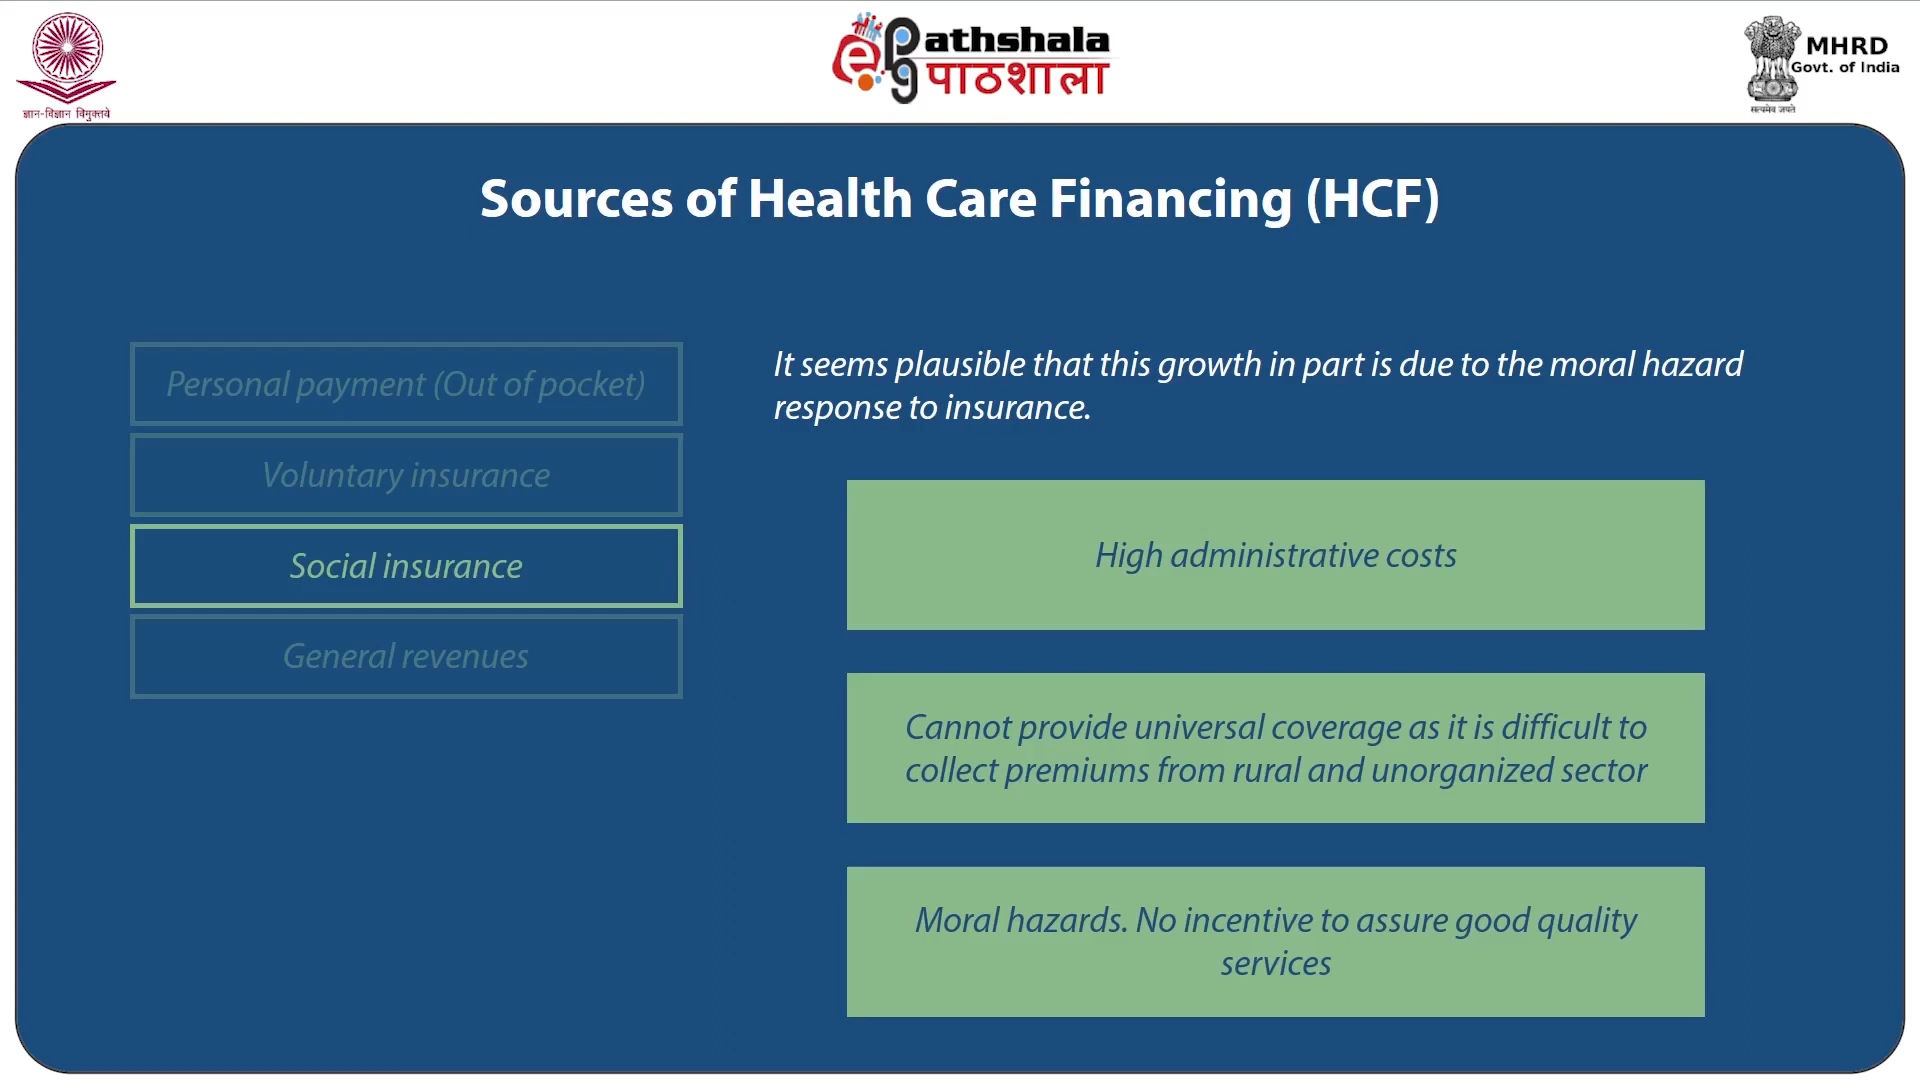 ज्ञान-विज्ञान विमुक्तये
ePg
athshala
पाठशाला
MHRD
Govt. of India
सत्यमेव जयते
Sources of Health Care Financing (HCF)
Personal payment (Out of pocket)
Voluntary insurance
Social insurance
General revenues
It seems plausible that this growth in part is due to the moral hazard
response to insurance.
High administrative costs
Cannot provide universal coverage as it is difficult to
collect premiums from rural and unorganized sector
Moral hazards. No incentive to assure good quality
services